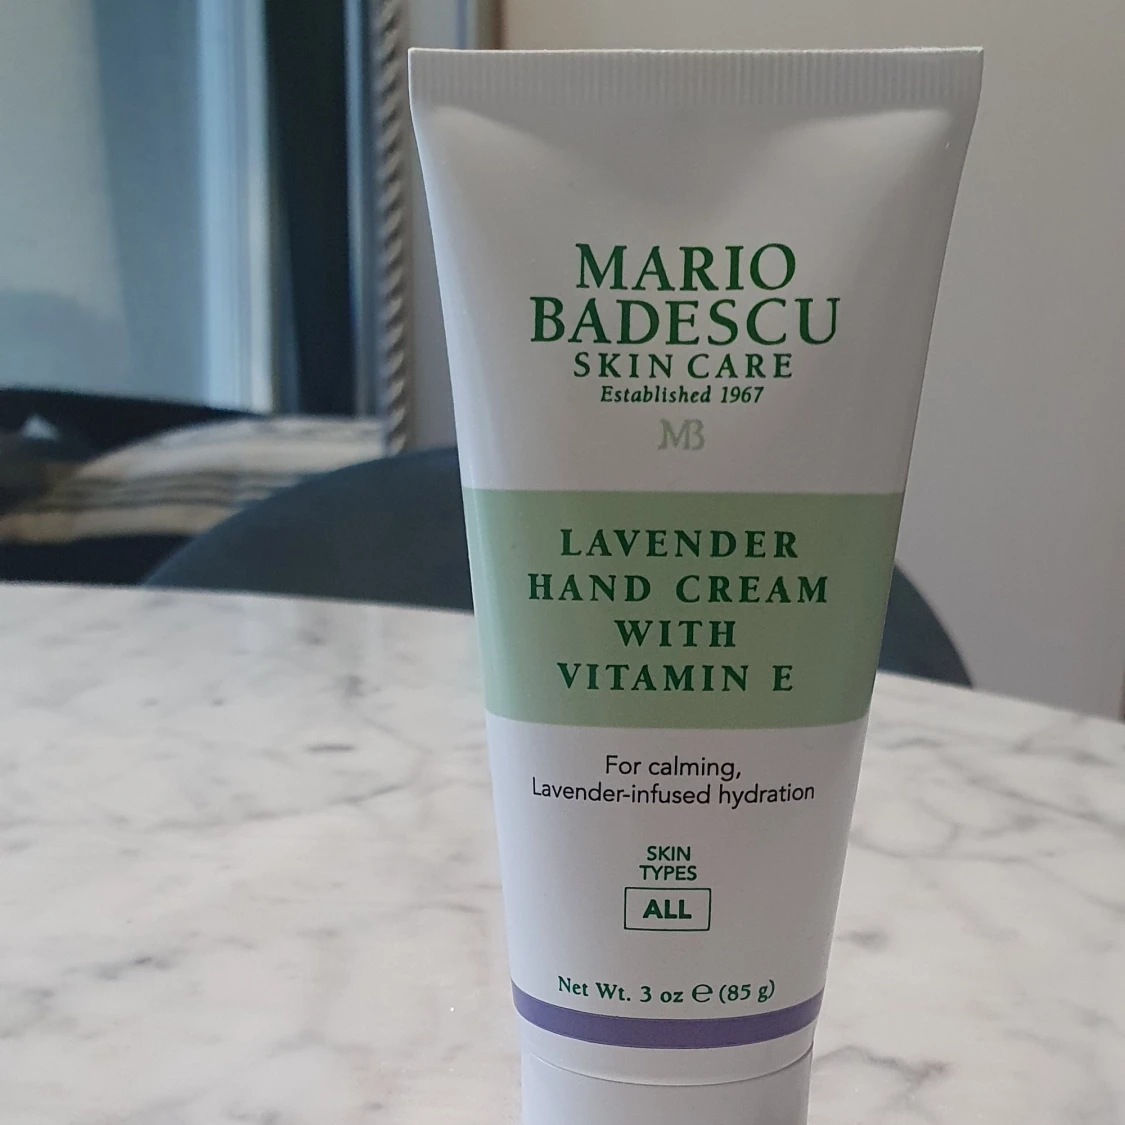 MARIO
BADESCU
SKIN CARE
Established 1967
MB
LAVENDER
HAND CREAM
WITH
VITAMIN E
For calming,
Lavender-infused hydration
SKIN
TYPES
ALL
Net Wt. 3 oz ℮ (85 g)